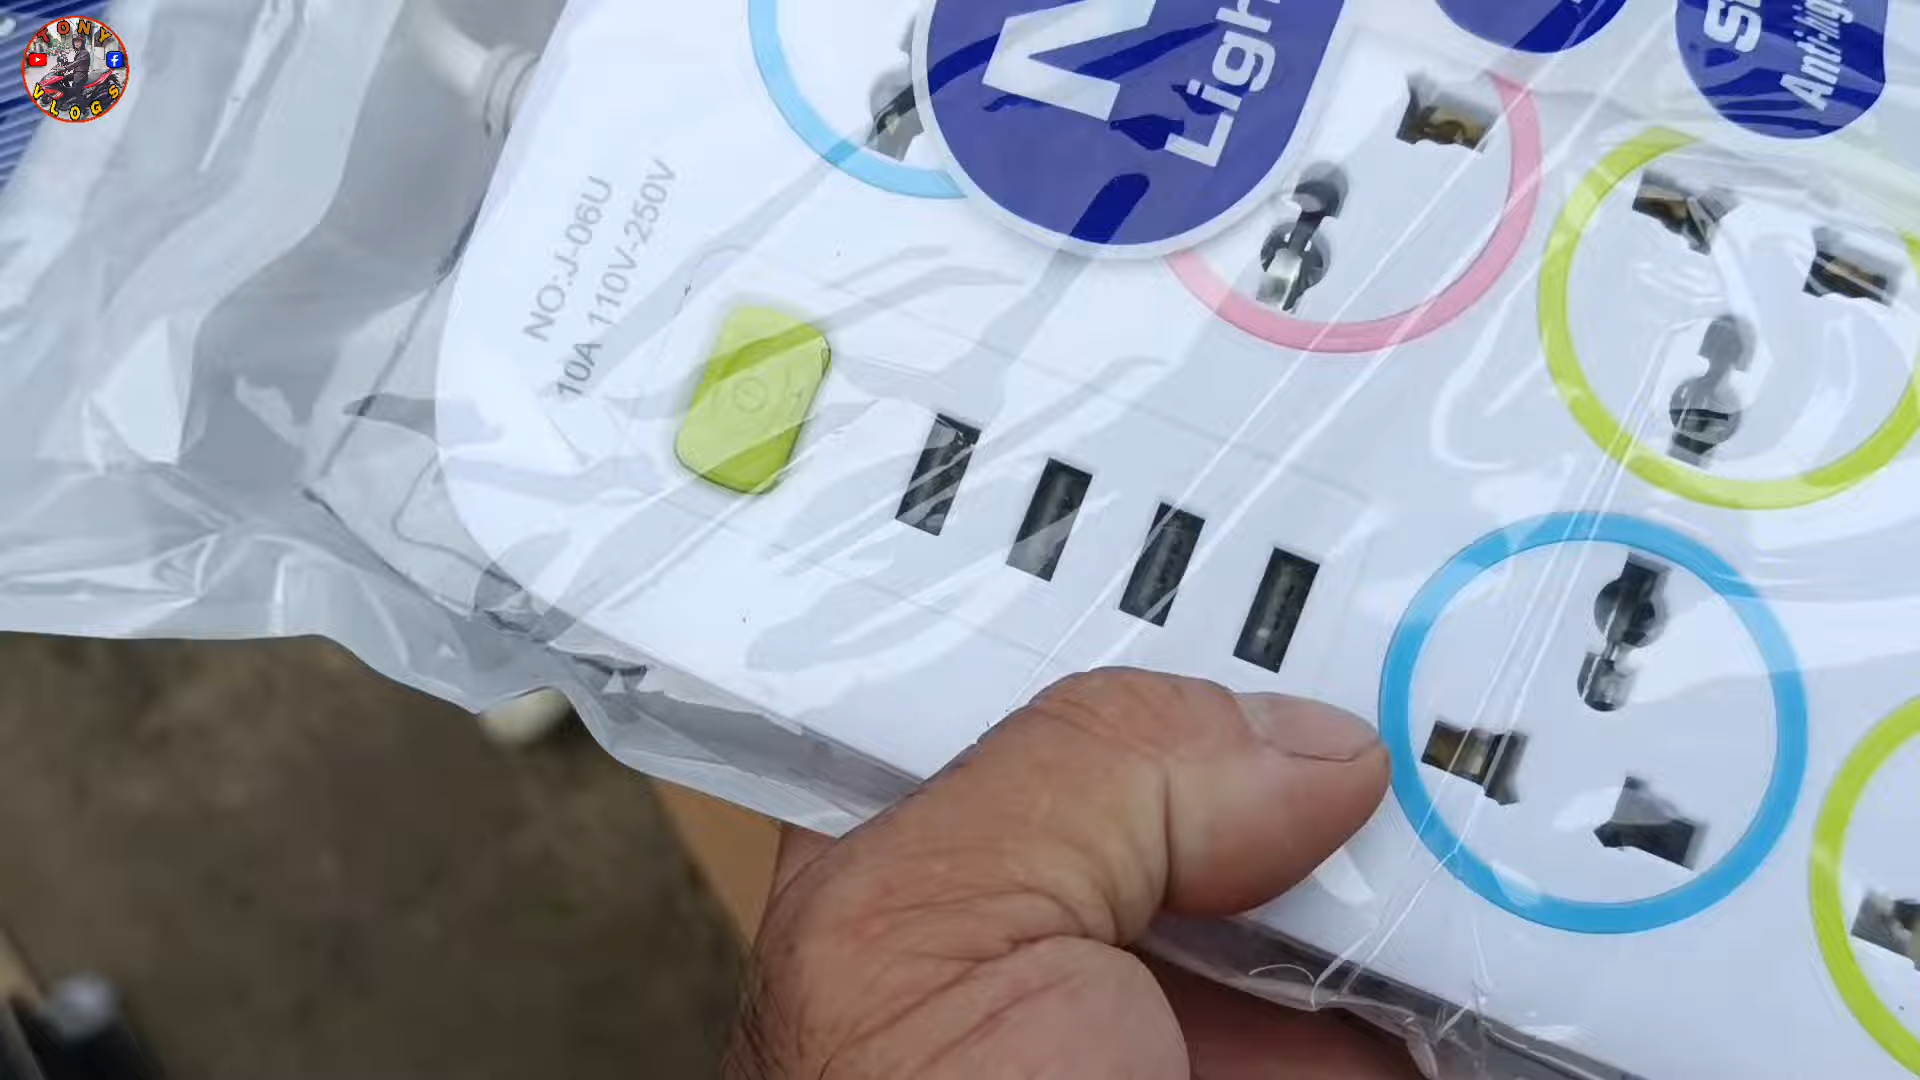 TONY
VLOGS
NO:J-06U
10A 110V-250V
N
Ligh
S
Anti-hig